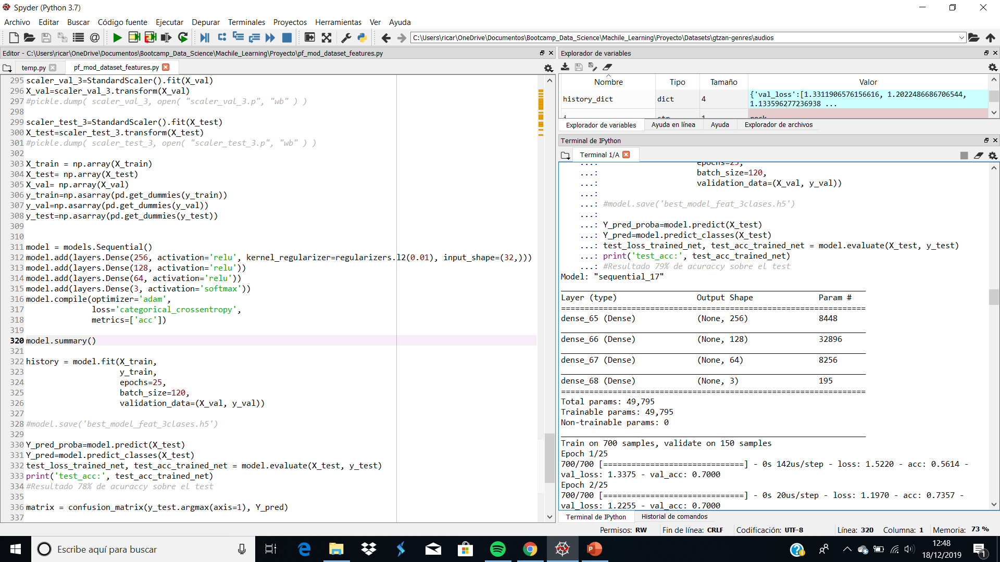 Spyder (Python 3.7)
Archivo Editar Buscar Código fuente Ejecutar Depurar Terminales Proyectos Herramientas Ver Ayuda
C:\Users\ricar\OneDrive\Documentos\Bootcamp_Data_Science\Machile_Learning\Proyecto\Datasets\gtzan-genres\audios
Editor - C:\Users\ricar\OneDrive\Documentos\Bootcamp_Data_Science\Machile_Learning\Proyecto\pf_mod_dataset_features.py
temp.py pf_mod_dataset_features.py
295 scaler_val_3=StandardScaler().fit(X_val)
296 X_val=scaler_val_3.transform(X_val)
297 #pickle.dump( scaler_val_3, open( "scaler_val_3.p", "wb" ) )
298
299 scaler_test_3=StandardScaler().fit(X_test)
300 X_test=scaler_test_3.transform(X_test)
301 #pickle.dump( scaler_test_3, open( "scaler_test_3.p", "wb" ) )
302
303 X_train = np.array(X_train)
304 X_test= np.array(X_test)
305 X_val= np.array(X_val)
306 y_train=np.asarray(pd.get_dummies(y_train))
307 y_val=np.asarray(pd.get_dummies(y_val))
308 y_test=np.asarray(pd.get_dummies(y_test))
309
310
311 model = models.Sequential()
312 model.add(layers.Dense(256, activation='relu', kernel_regularizer=regularizers.l2(0.01), input_shape=(32,)))
313 model.add(layers.Dense(128, activation='relu'))
314 model.add(layers.Dense(64, activation='relu'))
315 model.add(layers.Dense(3, activation='softmax'))
316 model.compile(optimizer='adam',
317 loss='categorical_crossentropy',
318 metrics=['acc'])
319
320 model.summary()
321
322 history = model.fit(X_train,
323 y_train,
324 epochs=25,
325 batch_size=120,
326 validation_data=(X_val, y_val))
327
328 #model.save('best_model_feat_3clases.h5')
329
330 Y_pred_proba=model.predict(X_test)
331 Y_pred=model.predict_classes(X_test)
332 test_loss_trained_net, test_acc_trained_net = model.evaluate(X_test, y_test)
333 print('test_acc:', test_acc_trained_net)
334 #Resultado 78% de acuraccy sobre el test
335
336 matrix = confusion_matrix(y_test.argmax(axis=1), Y_pred)
337
Explorador de variables
Nombre Tipo Tamaño Valor
history_dict dict 4 {'val_loss':[1.3311906576156616, 1.2022486686706544,
1.133596277236938 ...
i str 1 rock
Explorador de variables Ayuda en línea Ayuda Explorador de archivos
Terminal de IPython
Terminal 1/A
...: epochs=25,
...: batch_size=120,
...: validation_data=(X_val, y_val))
...:
...: #model.save('best_model_feat_3clases.h5')
...:
...: Y_pred_proba=model.predict(X_test)
...: Y_pred=model.predict_classes(X_test)
...: test_loss_trained_net, test_acc_trained_net = model.evaluate(X_test, y_test)
...: print('test_acc:', test_acc_trained_net)
...: #Resultado 79% de acuraccy sobre el test
Model: "sequential_17"
_________________________________________________________________
Layer (type) Output Shape Param #
=================================================================
dense_65 (Dense) (None, 256) 8448
_________________________________________________________________
dense_66 (Dense) (None, 128) 32896
_________________________________________________________________
dense_67 (Dense) (None, 64) 8256
_________________________________________________________________
dense_68 (Dense) (None, 3) 195
=================================================================
Total params: 49,795
Trainable params: 49,795
Non-trainable params: 0
_________________________________________________________________
Train on 700 samples, validate on 150 samples
Epoch 1/25
700/700 [==============================] - 0s 142us/step - loss: 1.5220 - acc: 0.5614 -
val_loss: 1.3375 - val_acc: 0.7000
Epoch 2/25
700/700 [==============================] - 0s 20us/step - loss: 1.1970 - acc: 0.7357 -
val_loss: 1.2255 - val_acc: 0.7000
Terminal de IPython Historial de comandos
Permisos: RW Fin de línea: CRLF Codificación: UTF-8 Línea: 320 Columna: 1 Memoria: 73 %
Escribe aquí para buscar
12:48
18/12/2019
1